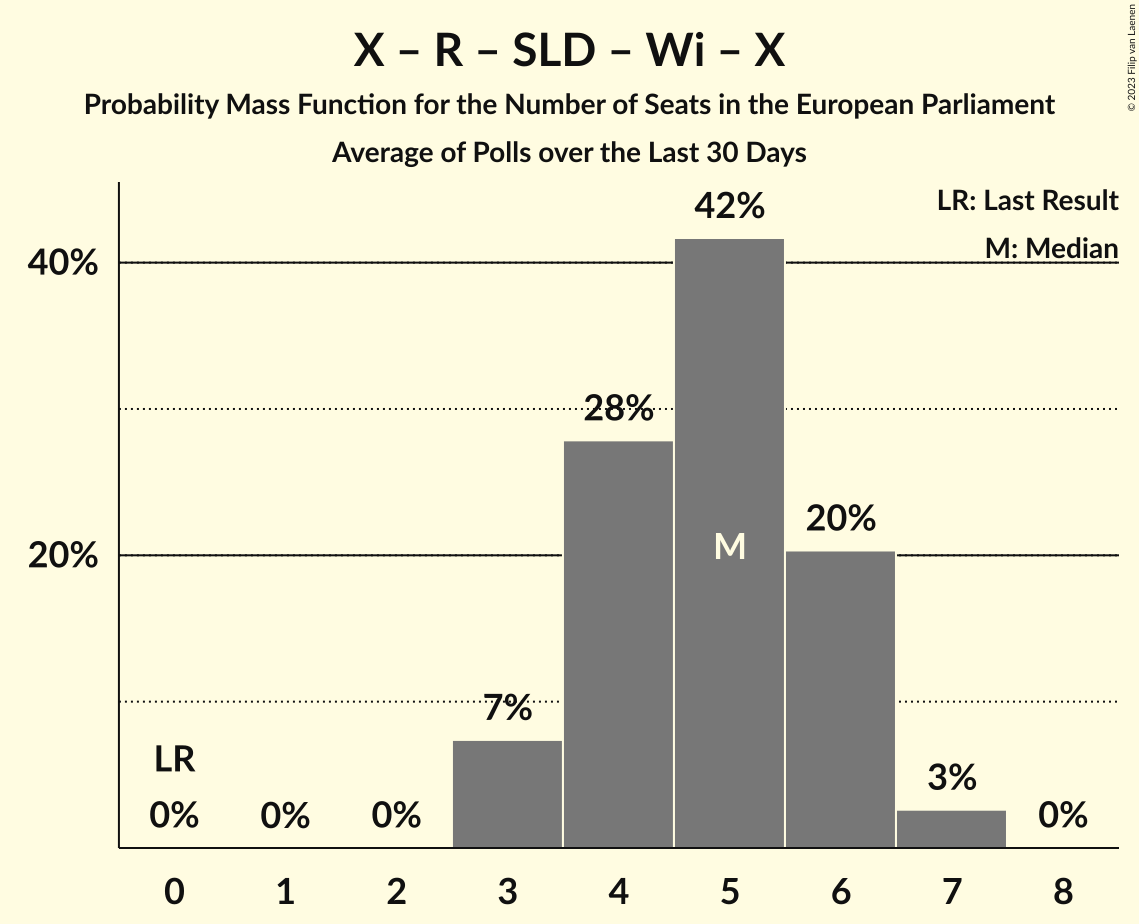 X – R – SLD – Wi – X
Probability Mass Function for the Number of Seats in the European Parliament
Average of Polls over the Last 30 Days
© 2023 Filip van Laenen
LR: Last Result
M: Median
42%
40%
28%
20%
M
20%
7%
LR
3%
0% 0% 0% 0%
0 1 2 3 4 5 6 7 8